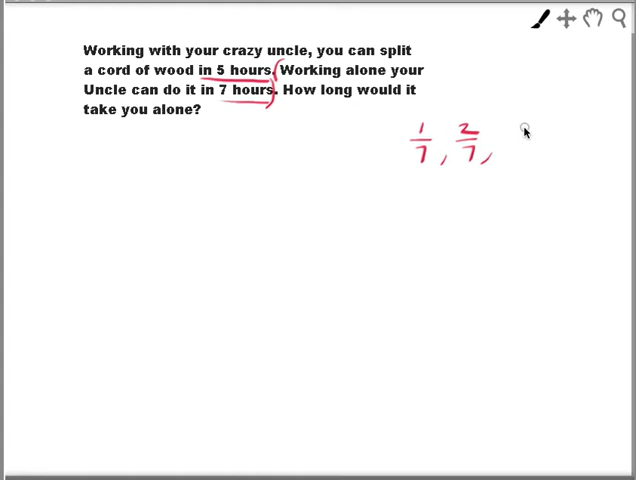 Working with your crazy uncle, you can split
a cord of wood in 5 hours. Working alone your
Uncle can do it in 7 hours. How long would it
take you alone?
1/7, 2/7,